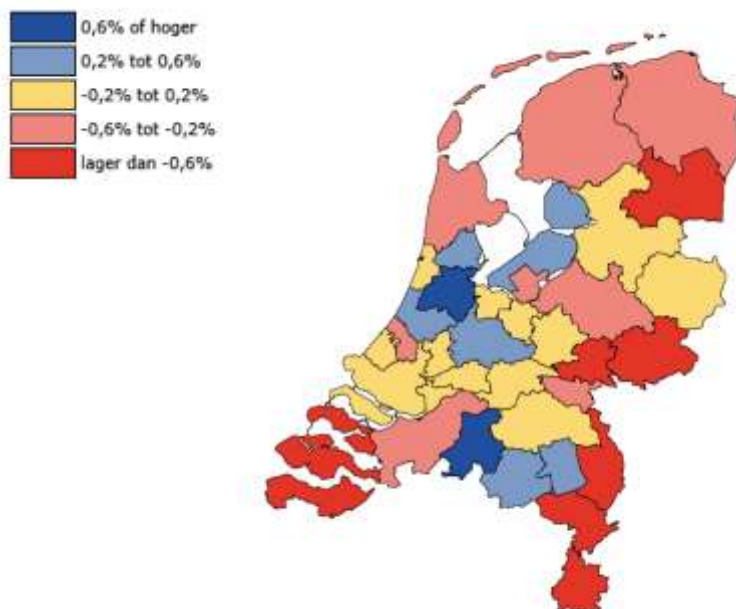 0,6% of hoger
0,2% tot 0,6%
-0,2% tot 0,2%
-0,6% tot -0,2%
lager dan -0,6%